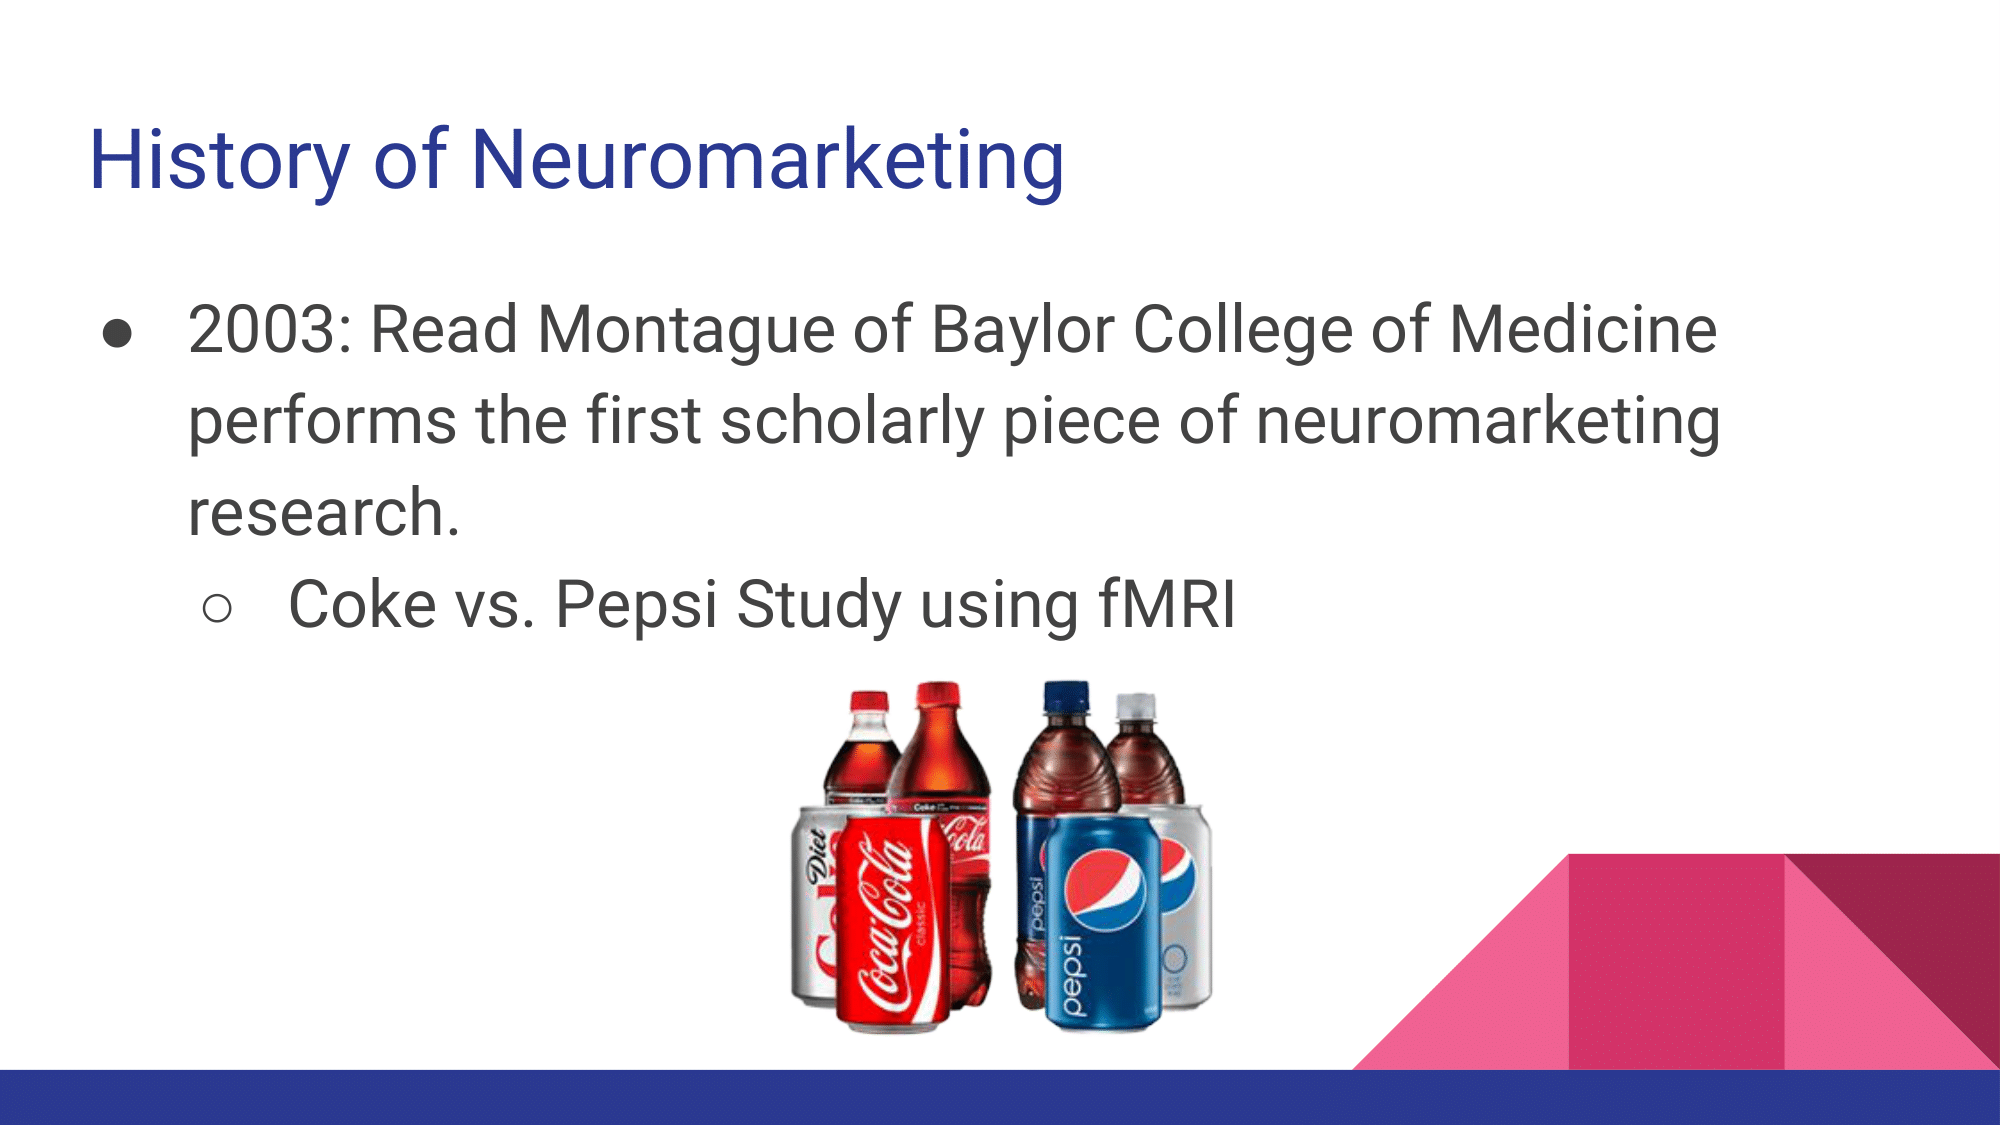 History of Neuromarketing
● 2003: Read Montague of Baylor College of Medicine
performs the first scholarly piece of neuromarketing
research.
○ Coke vs. Pepsi Study using fMRI
Coke
Diet
Coke
Coca-Cola
classic
Cola
pepsi
pepsi